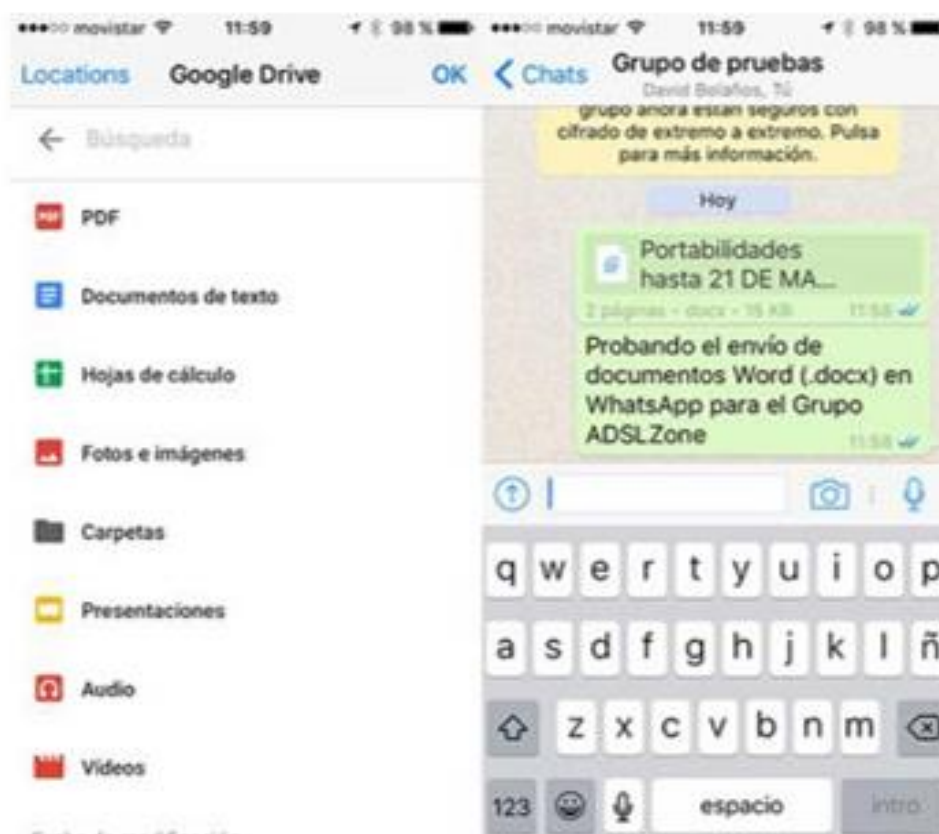 movistar 11:59 98 %
Locations Google Drive OK
Búsqueda
PDF
Documentos de texto
Hojas de cálculo
Fotos e imágenes
Carpetas
Presentaciones
Audio
Vídeos
movistar 11:59 98 %
Chats Grupo de pruebas
David Bolaños, Tú
grupo ahora están seguros con
cifrado de extremo a extremo. Pulsa
para más información.
Hoy
Portabilidades
hasta 21 DE MA...
2 páginas • docx • 15 KB 11:58
Probando el envío de
documentos Word (.docx) en
WhatsApp para el Grupo
ADSLZone 11:58
q w e r t y u i o p
a s d f g h j k l ñ
z x c v b n m
123 espacio intro